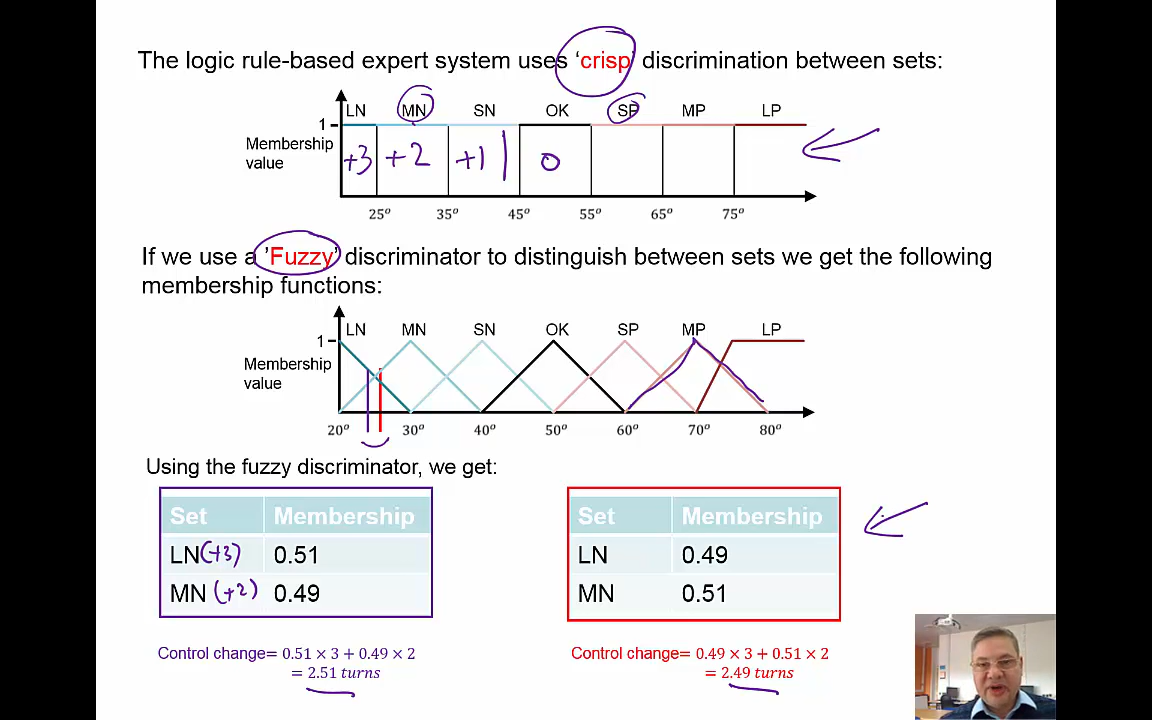 The logic rule-based expert system uses 'crisp' discrimination between sets:
LN MN SN OK SP MP LP
1
Membership
value
+3 +2 +1 0
25° 35° 45° 55° 65° 75°
If we use a 'Fuzzy' discriminator to distinguish between sets we get the following
membership functions:
LN MN SN OK SP MP LP
1
Membership
value
20° 30° 40° 50° 60° 70° 80°
Using the fuzzy discriminator, we get:
Set Membership
LN (+3) 0.51
MN (+2) 0.49
Set Membership
LN 0.49
MN 0.51
Control change= 0.51 × 3 + 0.49 × 2
= 2.51 turns
Control change= 0.49 × 3 + 0.51 × 2
= 2.49 turns